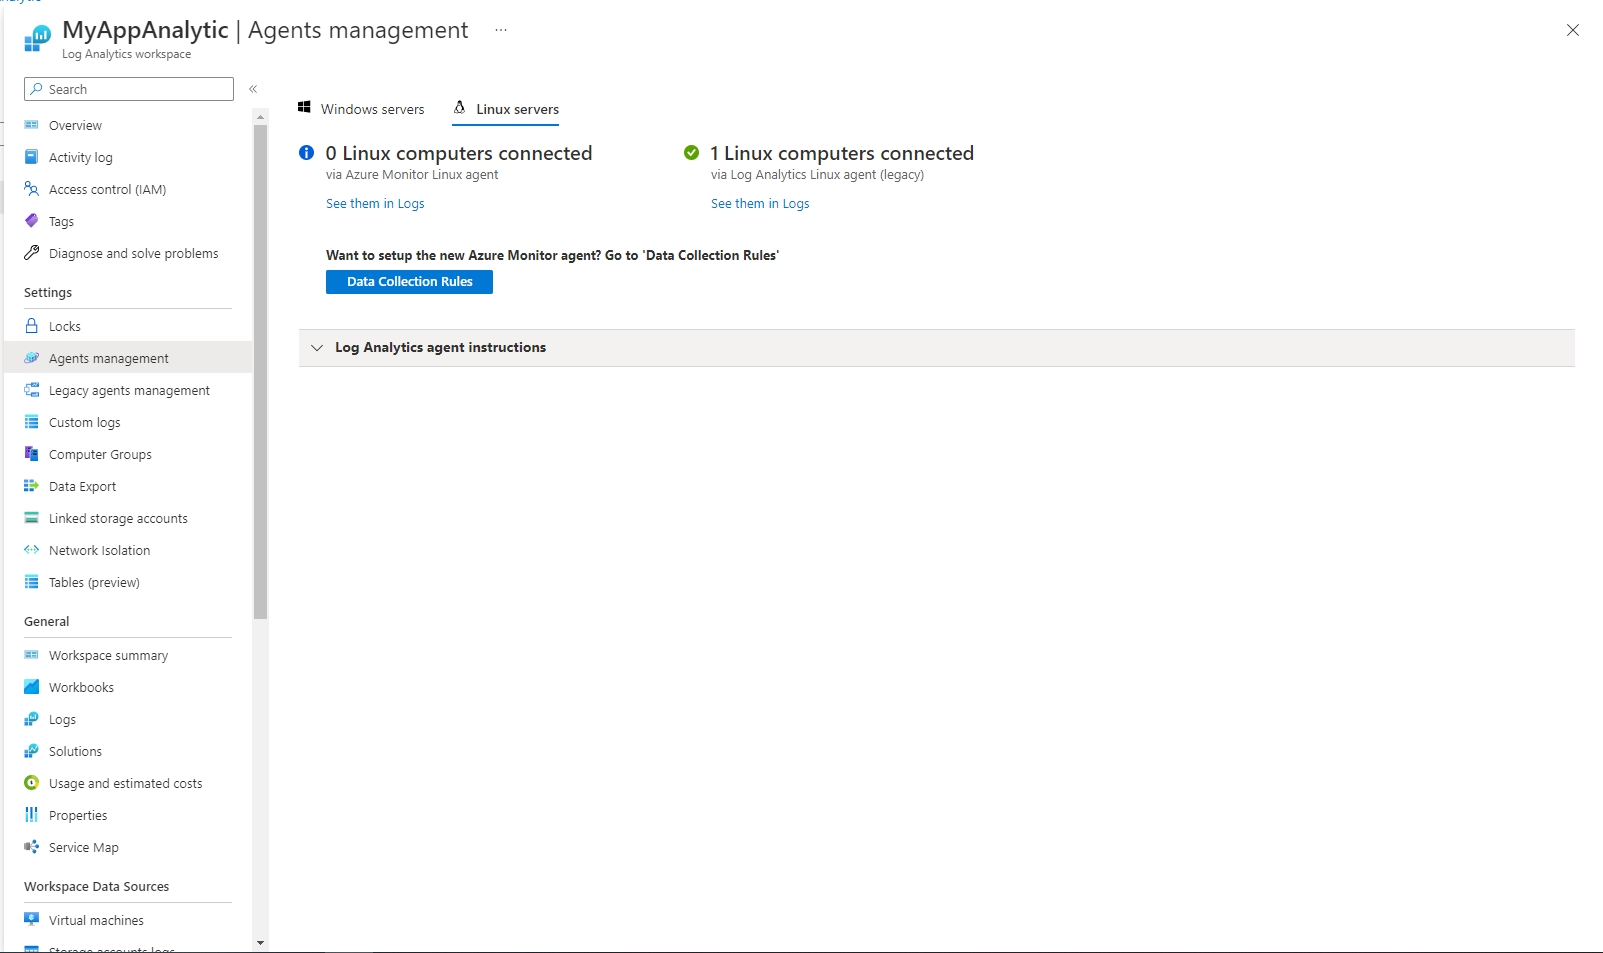 MyAppAnalytic | Agents management ...
Log Analytics workspace
Search
«
Overview
Activity log
Access control (IAM)
Tags
Diagnose and solve problems
Settings
Locks
Agents management
Legacy agents management
Custom logs
Computer Groups
Data Export
Linked storage accounts
Network Isolation
Tables (preview)
General
Workspace summary
Workbooks
Logs
Solutions
Usage and estimated costs
Properties
Service Map
Workspace Data Sources
Virtual machines
Storage accounts logs
Windows servers
Linux servers
0 Linux computers connected
via Azure Monitor Linux agent
See them in Logs
1 Linux computers connected
via Log Analytics Linux agent (legacy)
See them in Logs
Want to setup the new Azure Monitor agent? Go to 'Data Collection Rules'
Data Collection Rules
Log Analytics agent instructions